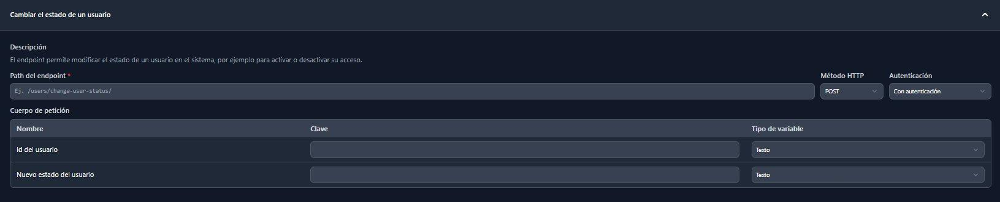 Cambiar el estado de un usuario
Descripción
El endpoint permite modificar el estado de un usuario en el sistema, por ejemplo para activar o desactivar su acceso.
Path del endpoint * Método HTTP Autenticación
Ej. /users/change-user-status/ POST Con autenticación
Cuerpo de petición
Nombre Clave Tipo de variable
Id del usuario Texto
Nuevo estado del usuario Texto